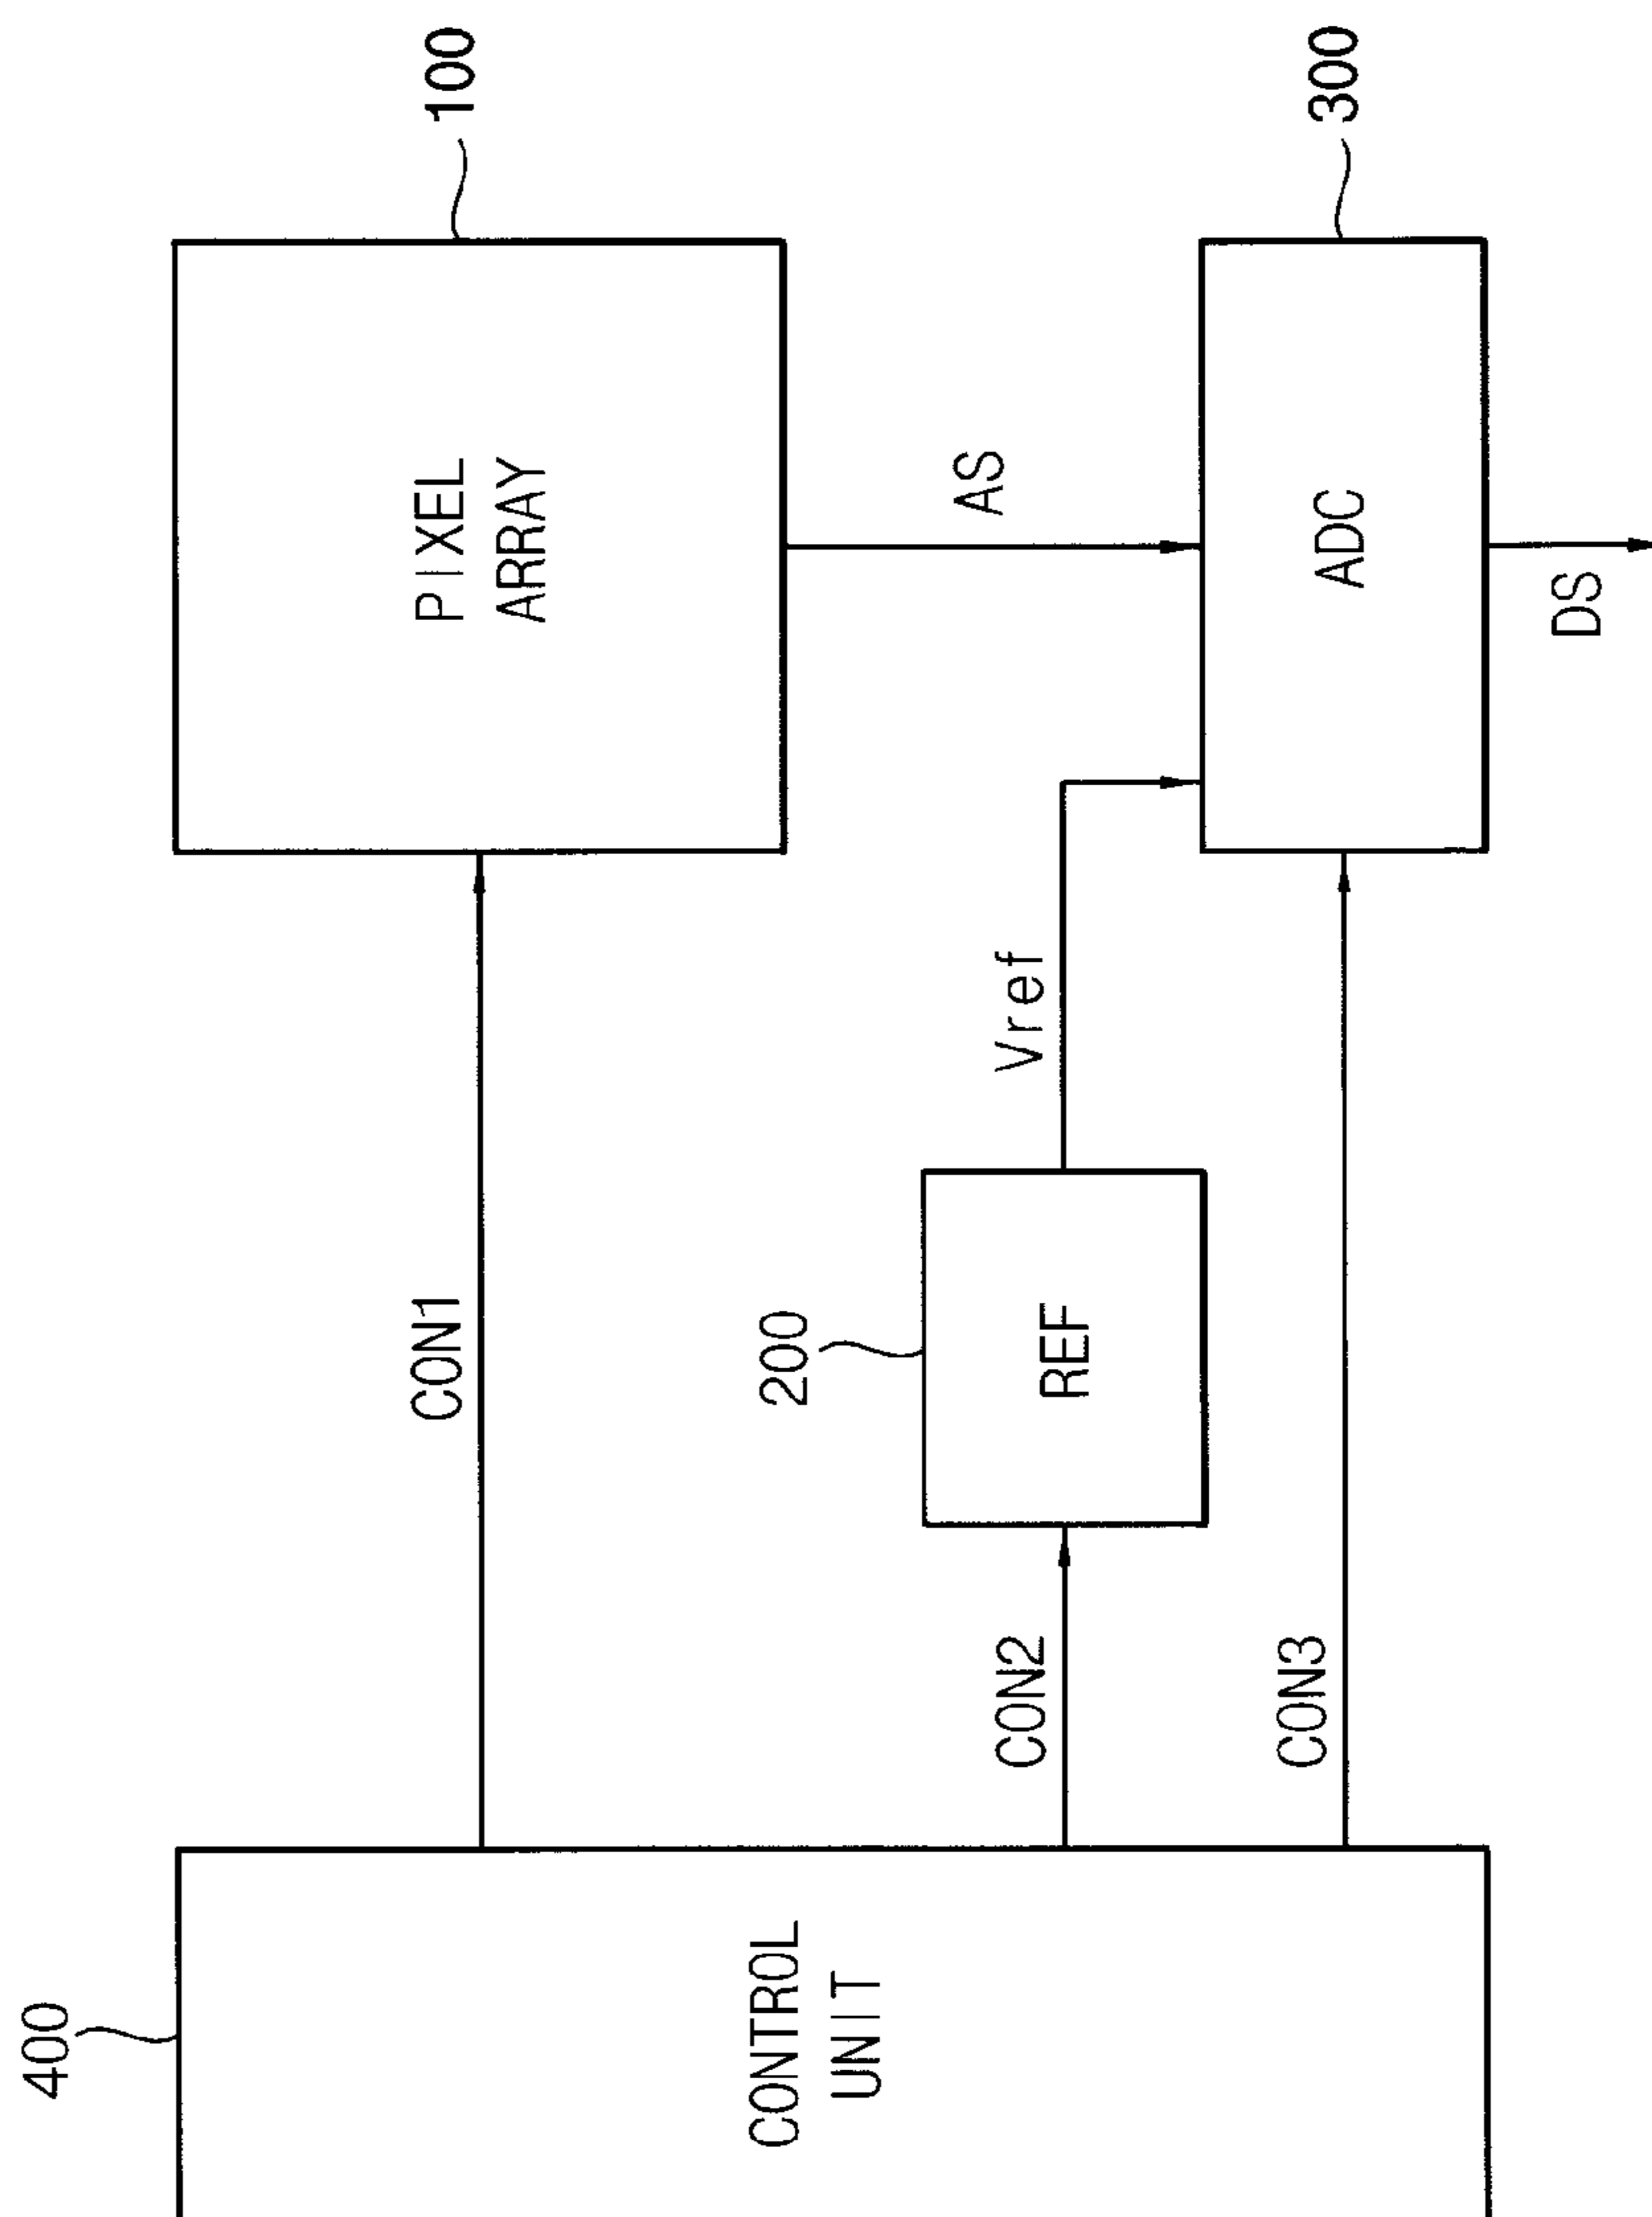 400
CONTROL
UNIT
CON1
PIXEL
ARRAY
100
200
CON2
REF
Vref
AS
CON3
ADC
300
DS